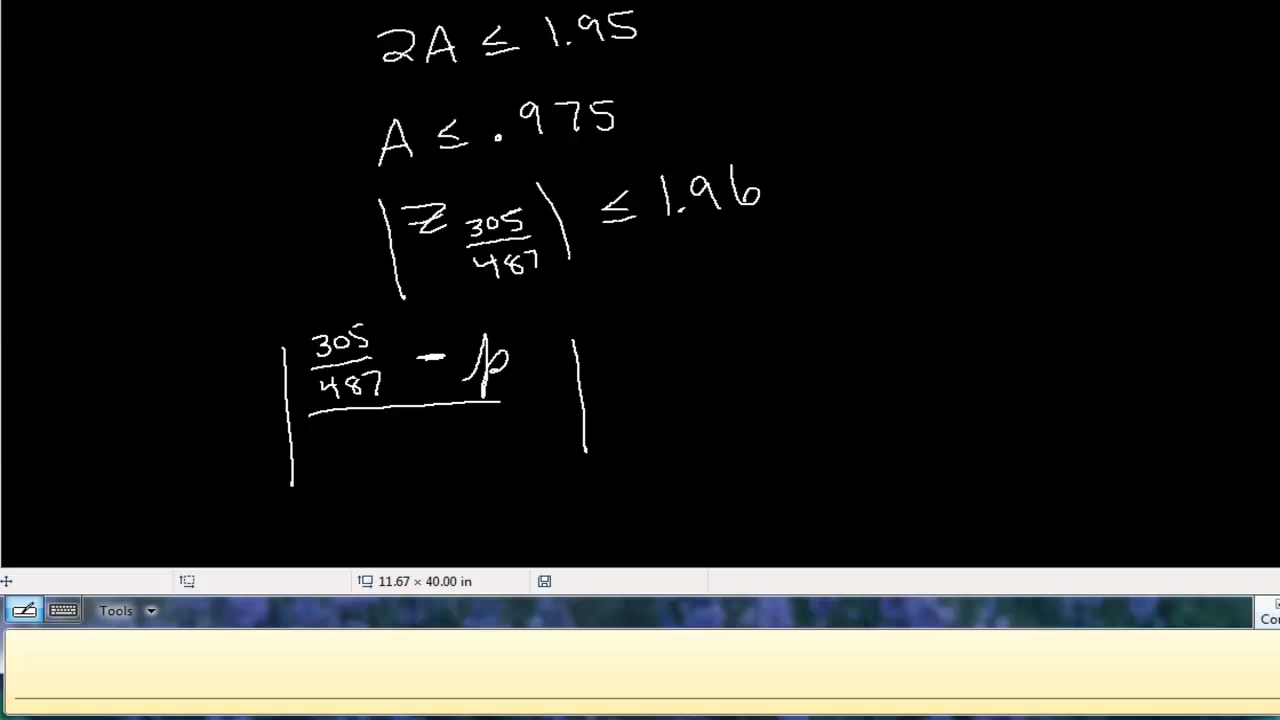 2A ≤ 1.95
A ≤ .975
|z 305/487| ≤ 1.96
|305/487 - p|
11.67 × 40.00 in
Tools